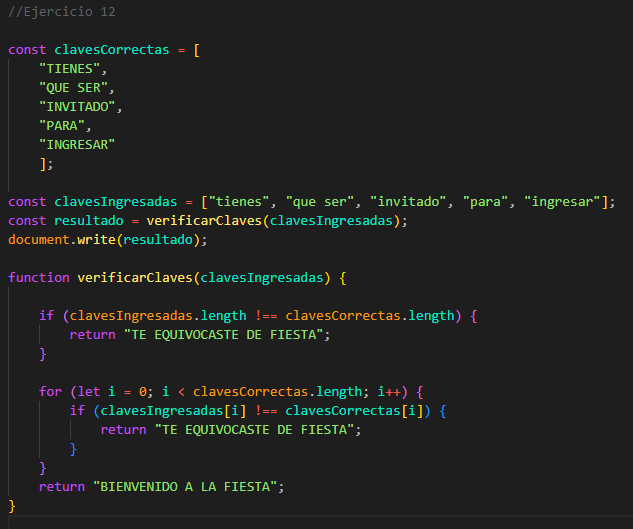 //Ejercicio 12
const clavesCorrectas = [
"TIENES",
"QUE SER",
"INVITADO",
"PARA",
"INGRESAR"
];
const clavesIngresadas = ["tienes", "que ser", "invitado", "para", "ingresar"];
const resultado = verificarClaves(clavesIngresadas);
document.write(resultado);
function verificarClaves(clavesIngresadas) {
if (clavesIngresadas.length !== clavesCorrectas.length) {
return "TE EQUIVOCASTE DE FIESTA";
}
for (let i = 0; i < clavesCorrectas.length; i++) {
if (clavesIngresadas[i] !== clavesCorrectas[i]) {
return "TE EQUIVOCASTE DE FIESTA";
}
}
return "BIENVENIDO A LA FIESTA";
}